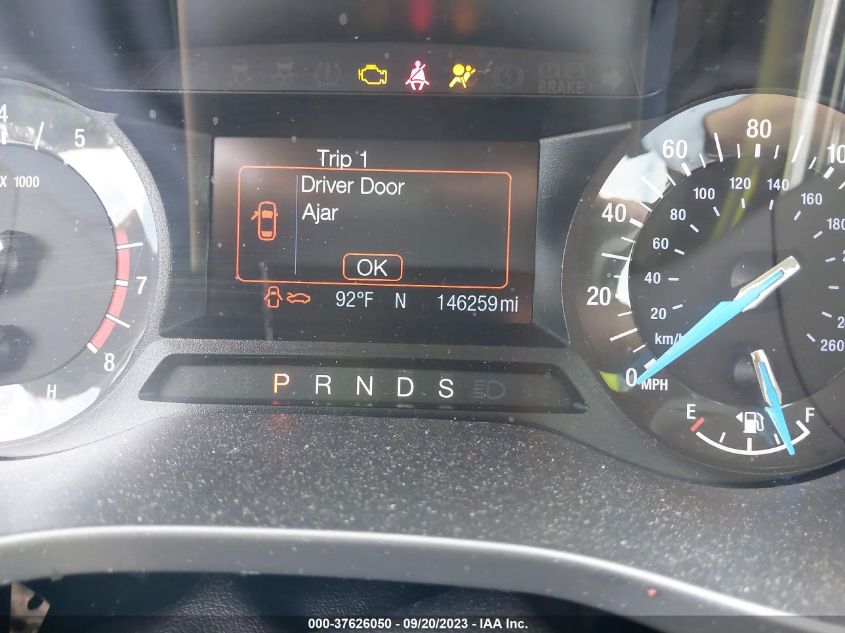 BRAKE
4 5 7 8
X 1000
H
Trip 1
Driver Door
Ajar
OK
92°F N 146259mi
P R N D S
0 20 40 60 80
20 40 60 80 100 120 140 160 260
km/
MPH
E F
000-37626050 - 09/20/2023 - IAA Inc.